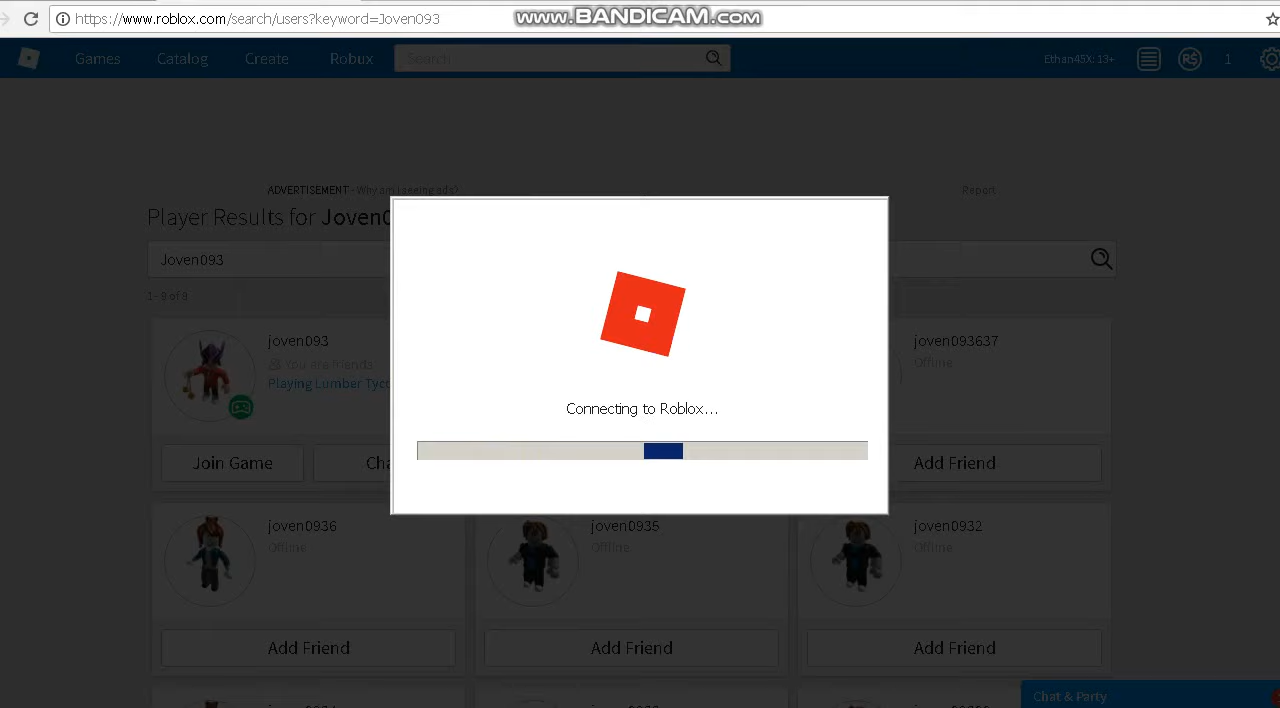 https://www.roblox.com/search/users?keyword=Joven093
www.BANDICAM.com
Games
Catalog
Create
Robux
Search
Ethan45X: 13+
R$
1
ADVERTISEMENT - Why am I seeing ads?
Report
Player Results for Joven0
Joven093
1 - 9 of 9
joven093
You are friends
Playing Lumber Tyc
Join Game
Cha
joven093637
Offline
Add Friend
Connecting to Roblox...
joven0936
Offline
Add Friend
joven0935
Offline
Add Friend
joven0932
Offline
Add Friend
Chat & Party